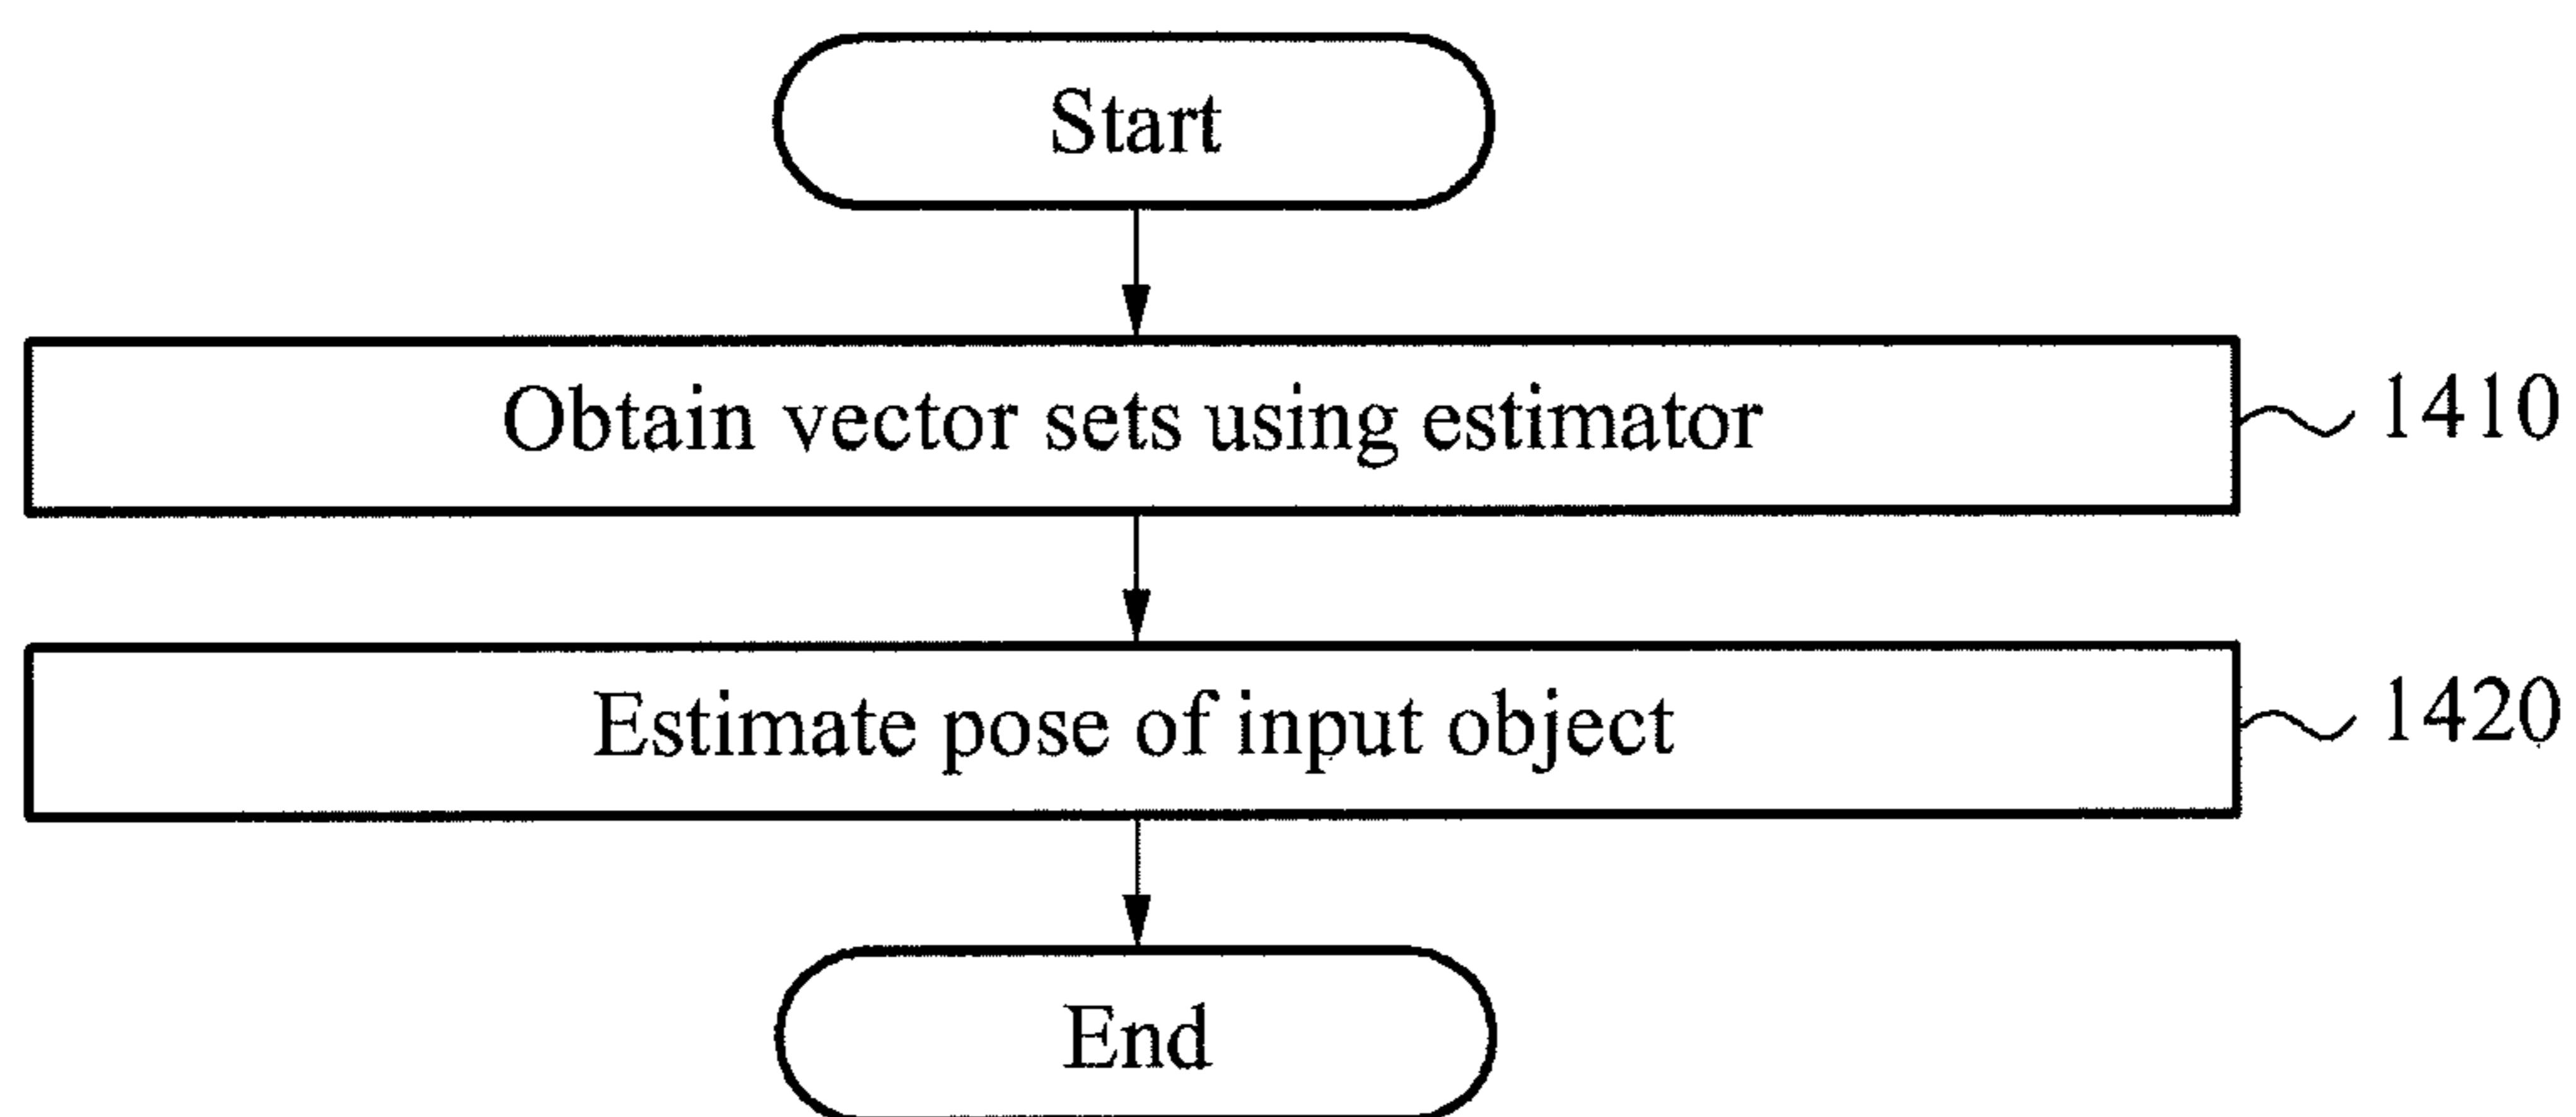 Start
Obtain vector sets using estimator 1410
Estimate pose of input object 1420
End